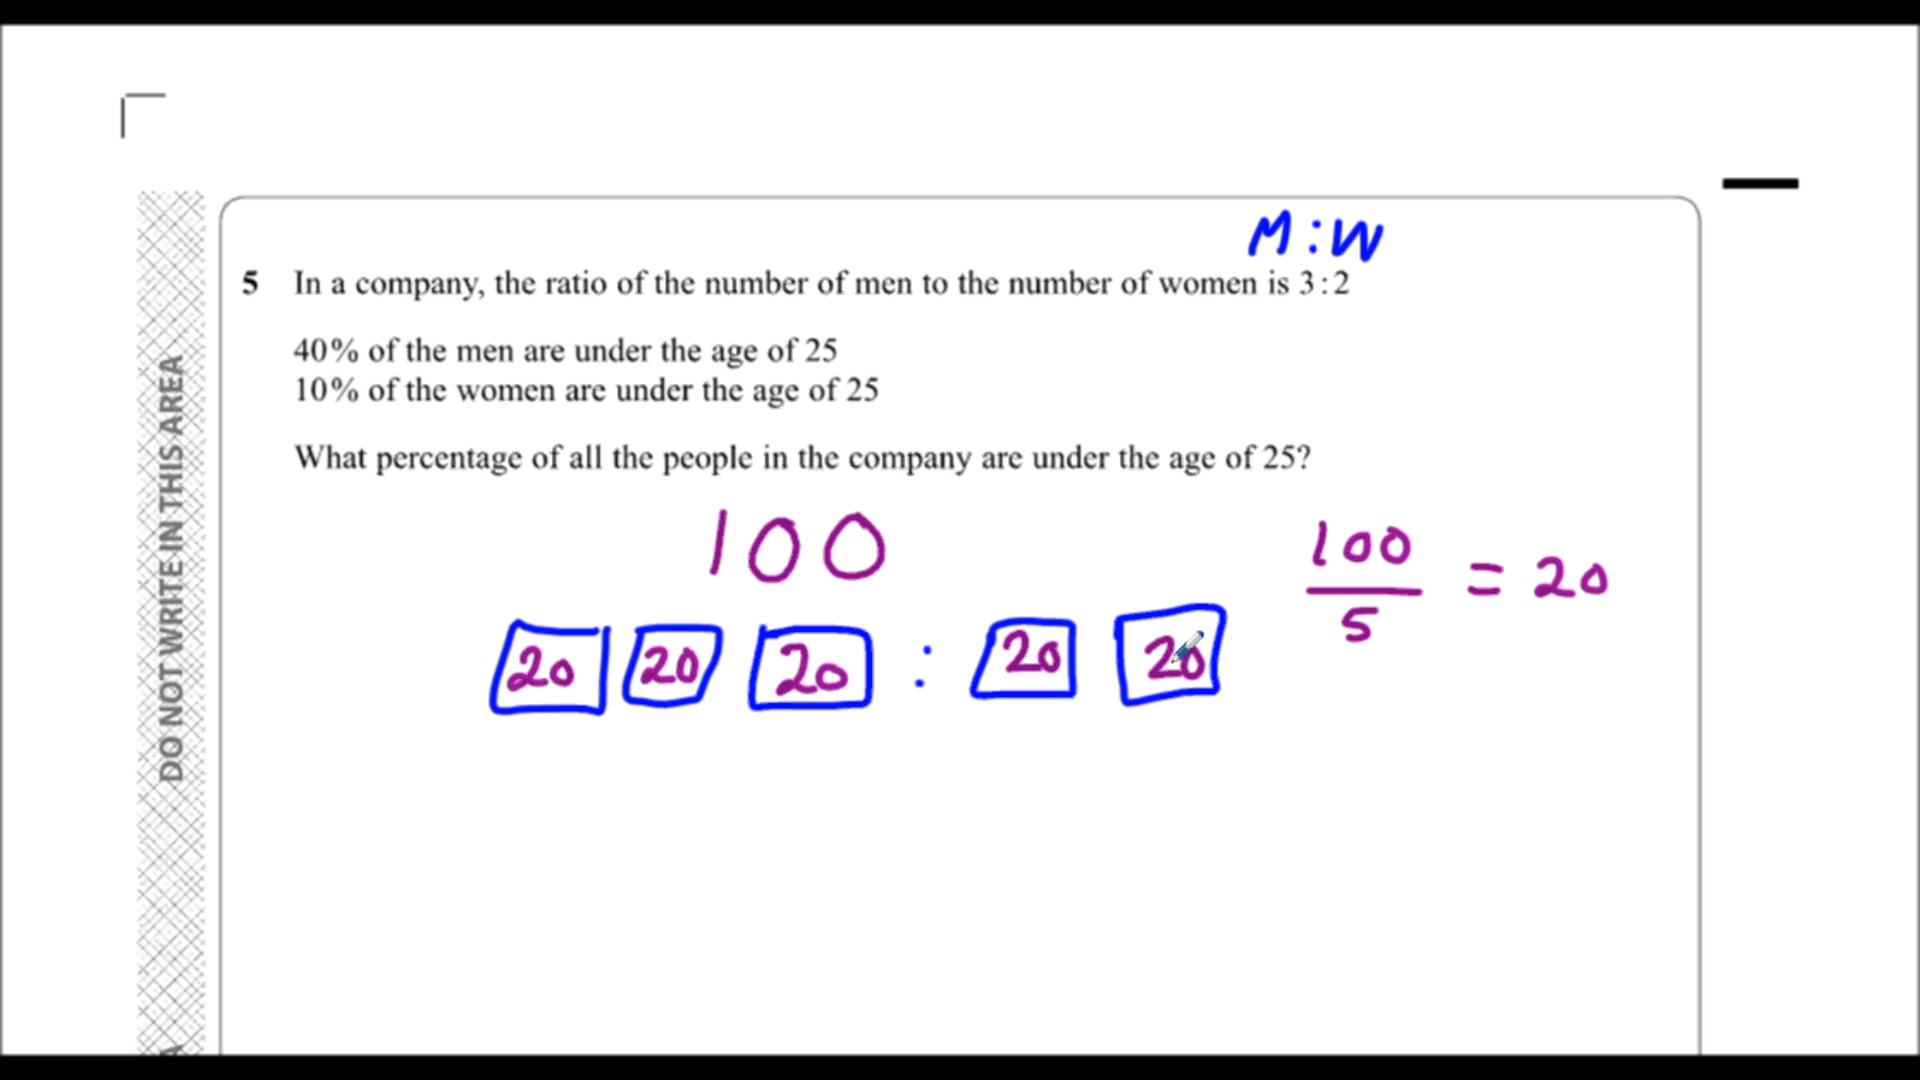 M : W
5 In a company, the ratio of the number of men to the number of women is 3 : 2
40% of the men are under the age of 25
10% of the women are under the age of 25
What percentage of all the people in the company are under the age of 25?
100
100
5
= 20
20 20 20 : 20 20
DO NOT WRITE IN THIS AREA
A